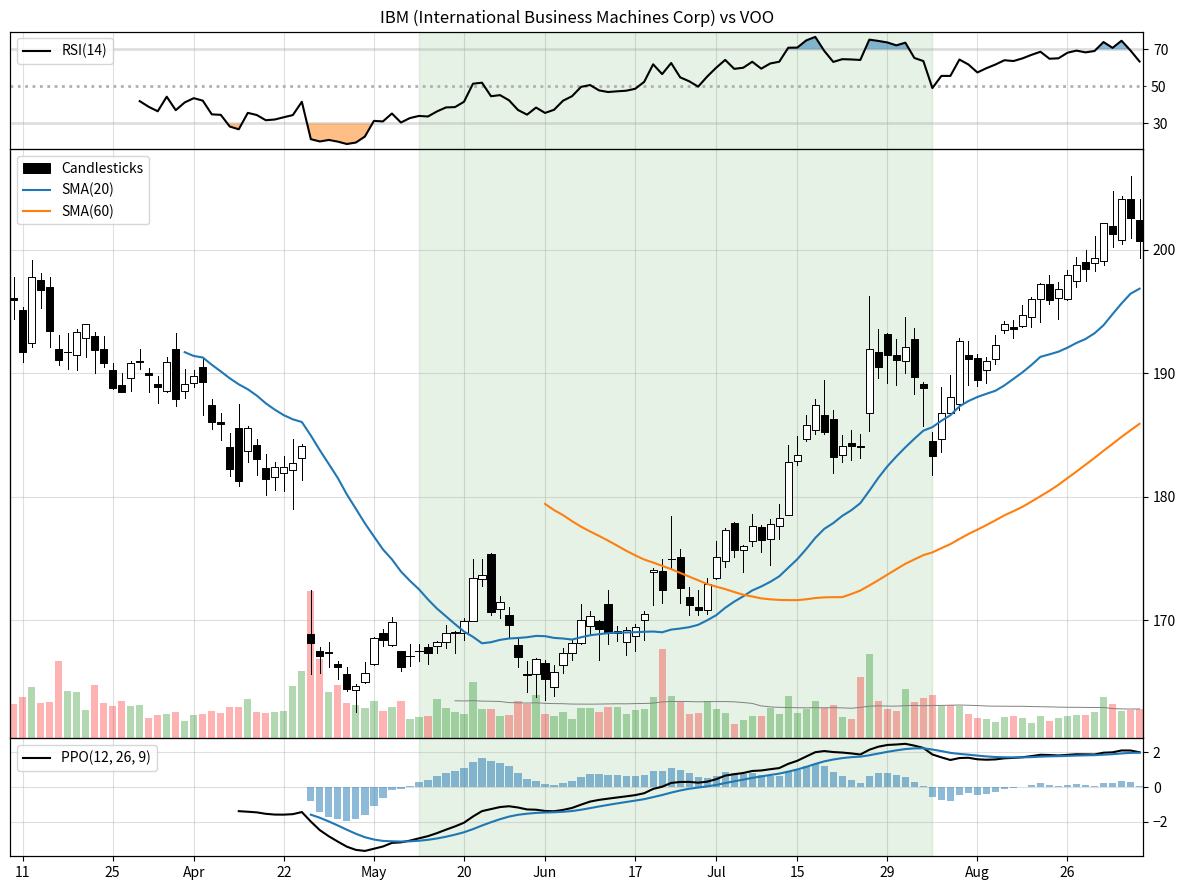 IBM (International Business Machines Corp) vs VOO
RSI(14)
70
50
30
Candlesticks
SMA(20)
SMA(60)
200
190
180
170
PPO(12, 26, 9)
2
0
−2
11 25 Apr 22 May 20 Jun 17 Jul 15 29 Aug 26